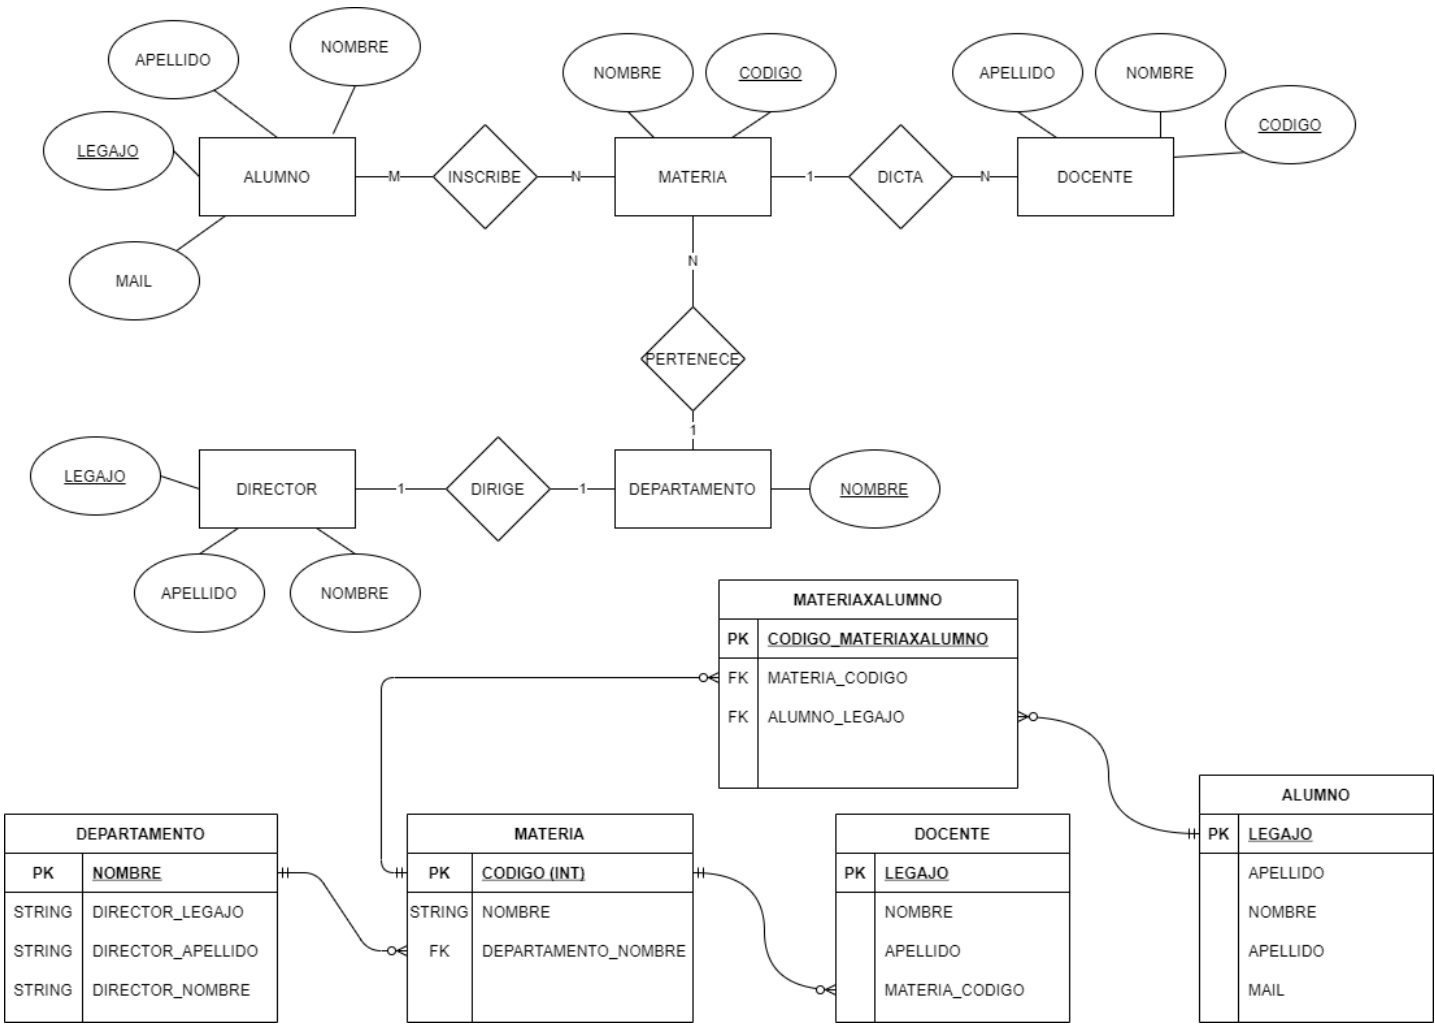 APELLIDO
NOMBRE
LEGAJO
ALUMNO
MAIL
M
INSCRIBE
N
NOMBRE
CODIGO
MATERIA
1
DICTA
N
APELLIDO
NOMBRE
CODIGO
DOCENTE
N
PERTENECE
1
LEGAJO
DIRECTOR
1
DIRIGE
1
DEPARTAMENTO
NOMBRE
APELLIDO
NOMBRE
MATERIAXALUMNO
PK CODIGO_MATERIAXALUMNO
FK MATERIA_CODIGO
FK ALUMNO_LEGAJO
DEPARTAMENTO
PK NOMBRE
STRING DIRECTOR_LEGAJO
STRING DIRECTOR_APELLIDO
STRING DIRECTOR_NOMBRE
MATERIA
PK CODIGO (INT)
STRING NOMBRE
FK DEPARTAMENTO_NOMBRE
DOCENTE
PK LEGAJO
NOMBRE
APELLIDO
MATERIA_CODIGO
ALUMNO
PK LEGAJO
APELLIDO
NOMBRE
APELLIDO
MAIL